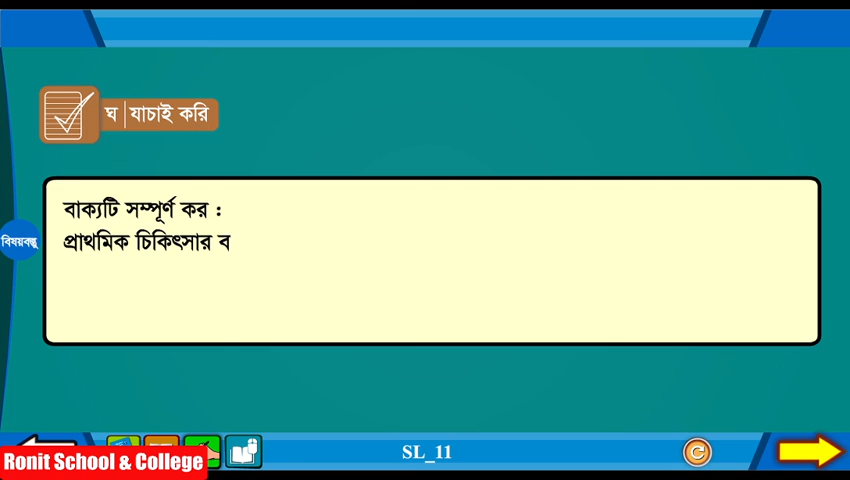 ঘ যাচাই করি
বাক্যটি সম্পূর্ণ কর :
প্রাথমিক চিকিৎসার ব
বিষয়বস্তু
SL_11
Ronit School & College